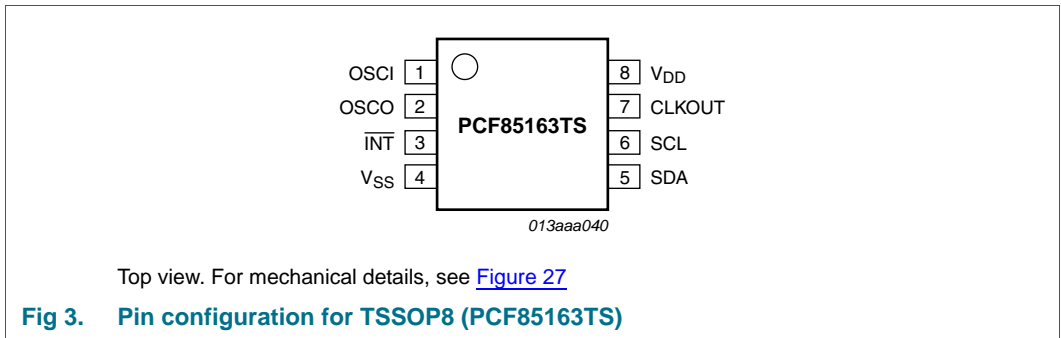 OSCI 1 8 VDD
OSCO 2 7 CLKOUT
PCF85163TS
INT 3 6 SCL
VSS 4 5 SDA
013aaa040
Top view. For mechanical details, see Figure 27
Fig 3. Pin configuration for TSSOP8 (PCF85163TS)